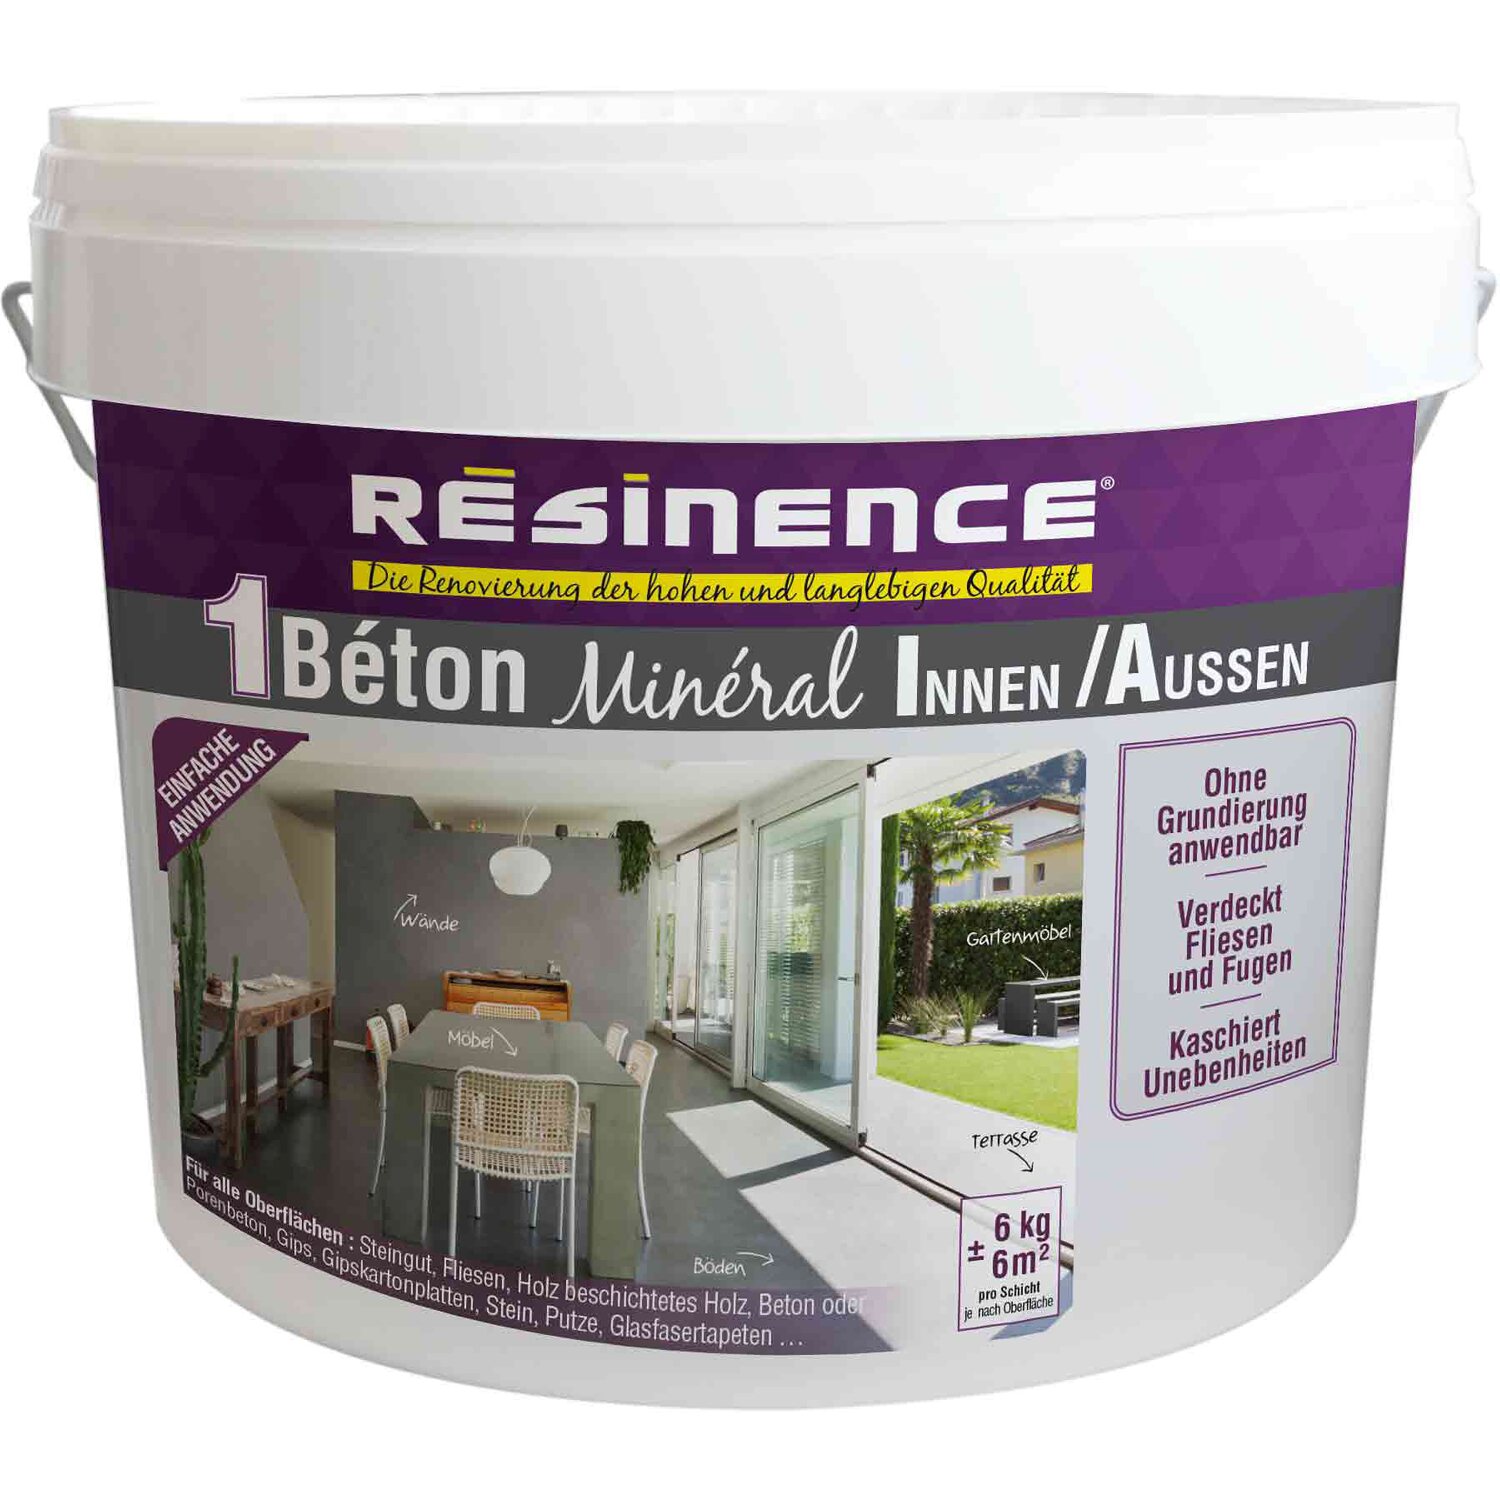 RÉSINENCE®
Die Renovierung der hohen und langlebigen Qualität
1 Béton Minéral INNEN / AUSSEN
EINFACHE
ANWENDUNG
Ohne
Grundierung
anwendbar
Verdeckt
Fliesen
und Fugen
Kaschiert
Unebenheiten
Wände
Gartenmöbel
Möbel
Terrasse
Böden
6 kg
± 6m²
pro Schicht
je nach Oberfläche
Für alle Oberflächen : Steingut, Fliesen, Holz beschichtetes Holz, Beton oder
Porenbeton, Gips, Gipskartonplatten, Stein, Putze, Glasfasertapeten ...